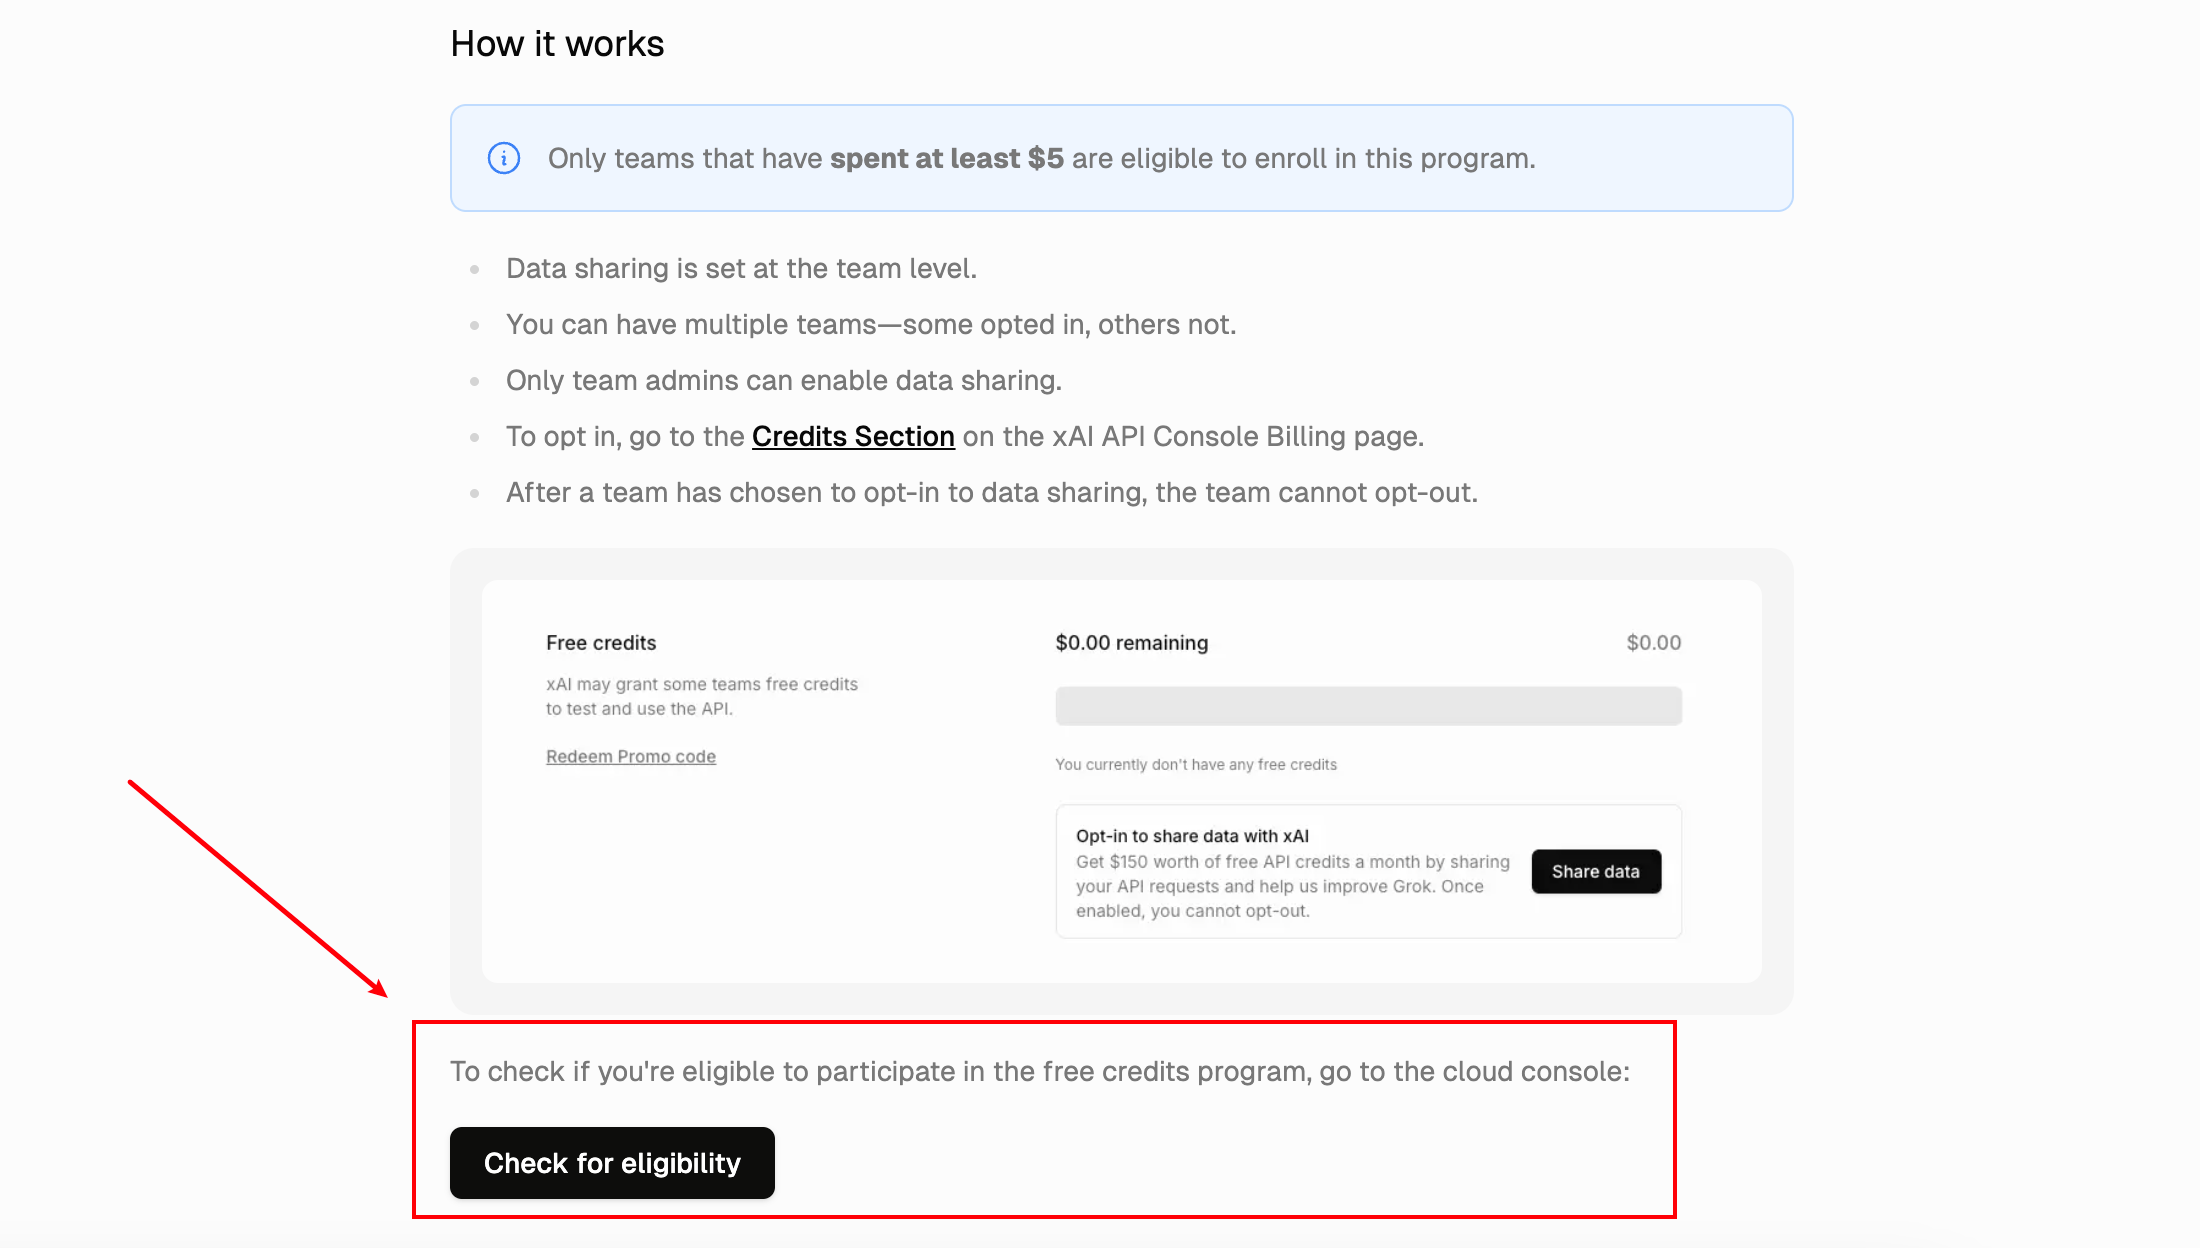 How it works
Only teams that have spent at least $5 are eligible to enroll in this program.
Data sharing is set at the team level.
You can have multiple teams—some opted in, others not.
Only team admins can enable data sharing.
To opt in, go to the Credits Section on the xAI API Console Billing page.
After a team has chosen to opt-in to data sharing, the team cannot opt-out.
Free credits
xAI may grant some teams free credits
to test and use the API.
Redeem Promo code
$0.00 remaining
$0.00
You currently don't have any free credits
Opt-in to share data with xAI
Get $150 worth of free API credits a month by sharing
your API requests and help us improve Grok. Once
enabled, you cannot opt-out.
Share data
To check if you're eligible to participate in the free credits program, go to the cloud console:
Check for eligibility